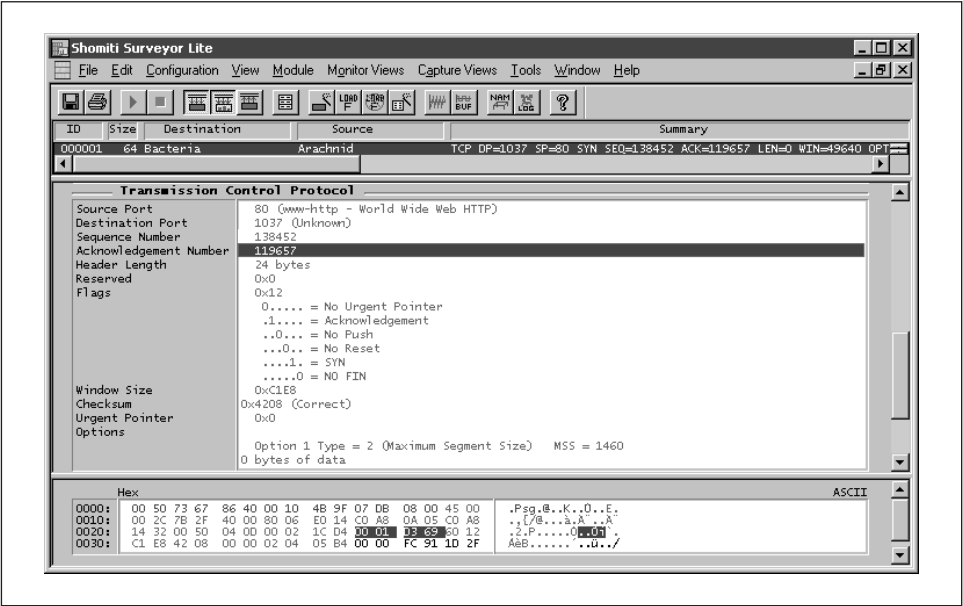 Shomiti Surveyor Lite
File Edit Configuration View Module Monitor Views Capture Views Tools Window Help
LOAD F BUF NAM LOG ?
ID Size Destination Source Summary
000001 64 Bacteria Arachnid TCP DP=1037 SP=80 SYN SEQ=138452 ACK=119657 LEN=0 WIN=49640 OPT
Transmission Control Protocol
Source Port 80 (www-http - World Wide Web HTTP)
Destination Port 1037 (Unknown)
Sequence Number 138452
Acknowledgement Number 119657
Header Length 24 bytes
Reserved 0x0
Flags 0x12
0..... = No Urgent Pointer
.1.... = Acknowledgement
..0... = No Push
...0.. = No Reset
....1. = SYN
.....0 = NO FIN
Window Size 0xC1E8
Checksum 0x4208 (Correct)
Urgent Pointer 0x0
Options
Option 1 Type = 2 (Maximum Segment Size) MSS = 1460
0 bytes of data
Hex ASCII
0000: 00 50 73 67 86 40 00 10 4B 9F 07 DB 08 00 45 00 .Psg.@..K..Û..E.
0010: 00 2C 7B 2F 40 00 80 06 E0 14 C0 A8 0A 05 C0 A8 .,{/@...à.À¨..À¨
0020: 14 32 00 50 04 0D 00 02 1C D4 00 01 D3 69 60 12 .2.P.....Ô..Ói`.
0030: C1 E8 42 08 00 00 02 04 05 B4 00 00 FC 91 1D 2F ÁèB......´..ü../